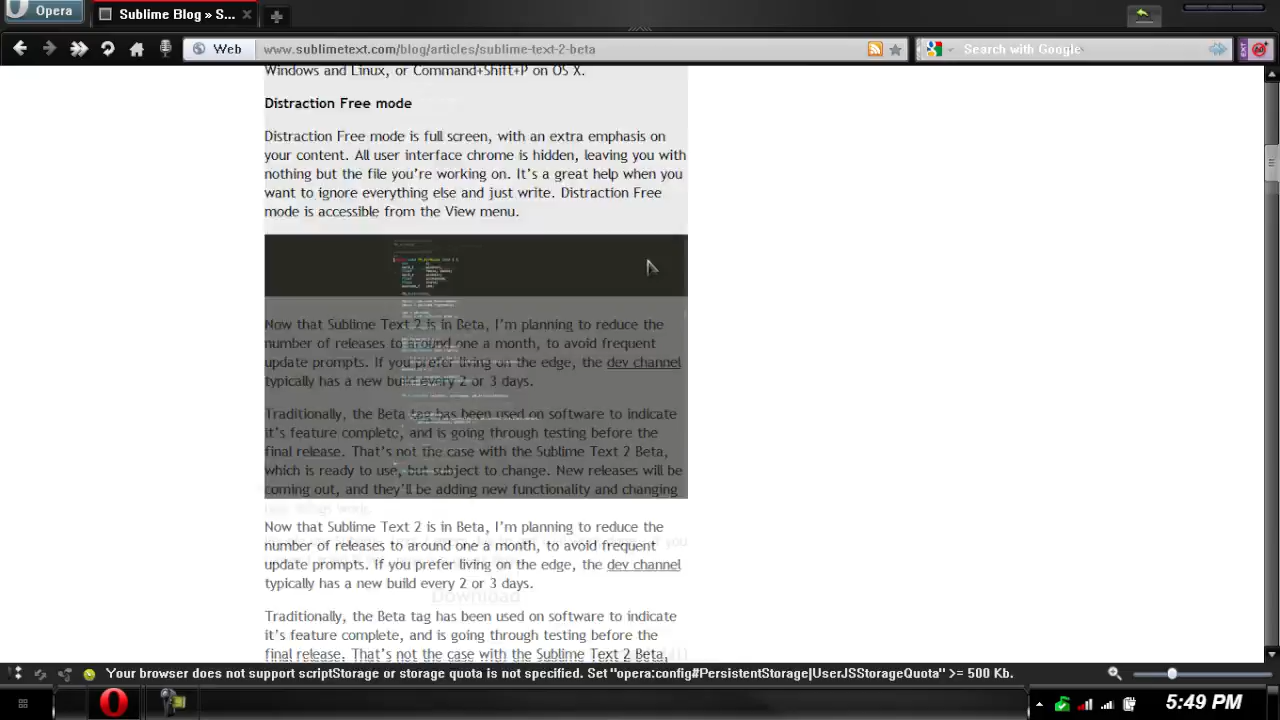 Opera
Sublime Blog » S...
Web
www.sublimetext.com/blog/articles/sublime-text-2-beta
Search with Google
Windows and Linux, or Command+Shift+P on OS X.
Distraction Free mode
Distraction Free mode is full screen, with an extra emphasis on
your content. All user interface chrome is hidden, leaving you with
nothing but the file you're working on. It's a great help when you
want to ignore everything else and just write. Distraction Free
mode is accessible from the View menu.
Now that Sublime Text 2 is in Beta, I'm planning to reduce the
number of releases to around one a month, to avoid frequent
update prompts. If you prefer living on the edge, the dev channel
typically has a new build every 2 or 3 days.
Traditionally, the Beta tag has been used on software to indicate
it's feature complete, and is going through testing before the
final release. That's not the case with the Sublime Text 2 Beta,
which is ready to use, but subject to change. New releases will be
coming out, and they'll be adding new functionality and changing
Now that Sublime Text 2 is in Beta, I'm planning to reduce the
number of releases to around one a month, to avoid frequent
update prompts. If you prefer living on the edge, the dev channel
typically has a new build every 2 or 3 days.
Download
Traditionally, the Beta tag has been used on software to indicate
it's feature complete, and is going through testing before the
final release. That's not the case with the Sublime Text 2 Beta,
Your browser does not support scriptStorage or storage quota is not specified. Set "opera:config#PersistentStorage|UserJSStorageQuota" >= 500 Kb.
5:49 PM